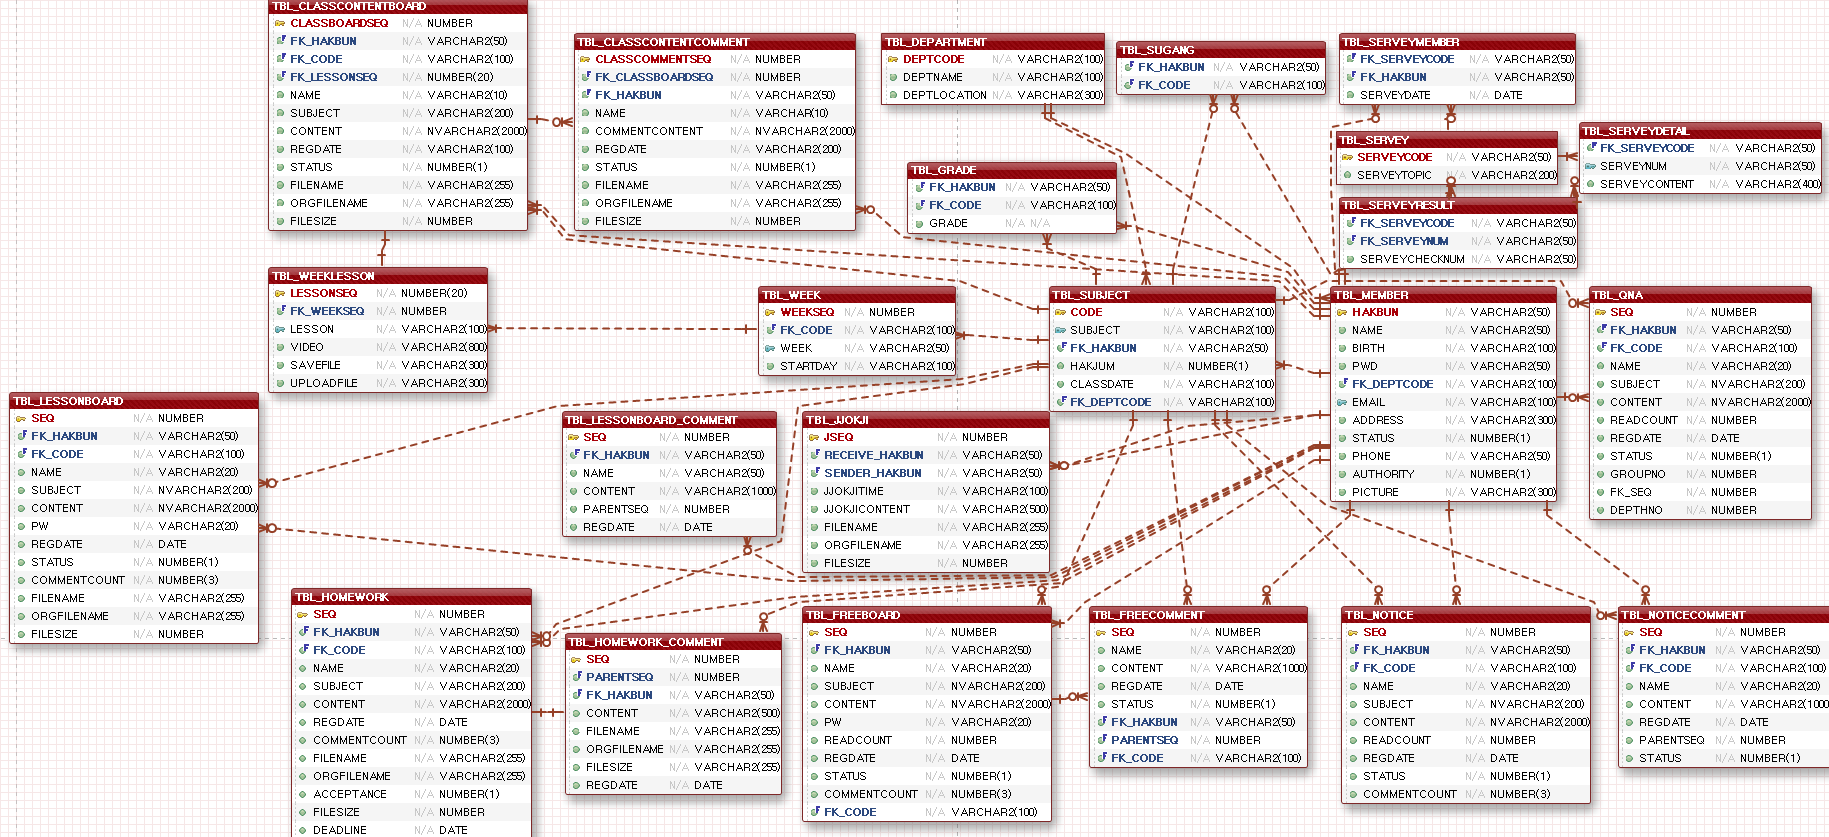 TBL_CLASSCONTENTBOARD
CLASSBOARDSEQ N/A NUMBER
FK_HAKBUN N/A VARCHAR2(50)
FK_CODE N/A VARCHAR2(100)
FK_LESSONSEQ N/A NUMBER(20)
NAME N/A VARCHAR2(10)
SUBJECT N/A VARCHAR2(200)
CONTENT N/A NVARCHAR2(2000)
REGDATE N/A VARCHAR2(100)
STATUS N/A NUMBER(1)
FILENAME N/A VARCHAR2(255)
ORGFILENAME N/A VARCHAR2(255)
FILESIZE N/A NUMBER
TBL_CLASSCONTENTCOMMENT
CLASSCOMMENTSEQ N/A NUMBER
FK_CLASSBOARDSEQ N/A NUMBER
FK_HAKBUN N/A VARCHAR2(50)
NAME N/A VARCHAR(10)
COMMENTCONTENT N/A NVARCHAR2(2000)
REGDATE N/A VARCHAR2(200)
STATUS N/A NUMBER(1)
FILENAME N/A VARCHAR2(255)
ORGFILENAME N/A VARCHAR2(255)
FILESIZE N/A NUMBER
TBL_DEPARTMENT
DEPTCODE N/A VARCHAR2(100)
DEPTNAME N/A VARCHAR2(100)
DEPTLOCATION N/A VARCHAR2(300)
TBL_SUGANG
FK_HAKBUN N/A VARCHAR2(50)
FK_CODE N/A VARCHAR2(100)
TBL_SERVEYMEMBER
FK_SERVEYCODE N/A VARCHAR2(50)
FK_HAKBUN N/A VARCHAR2(50)
SERVEYDATE N/A DATE
TBL_SERVEY
SERVEYCODE N/A VARCHAR2(50)
SERVEYTOPIC N/A VARCHAR2(200)
TBL_SERVEYDETAIL
FK_SERVEYCODE N/A VARCHAR2(50)
SERVEYNUM N/A VARCHAR2(50)
SERVEYCONTENT N/A VARCHAR2(400)
TBL_GRADE
FK_HAKBUN N/A VARCHAR2(50)
FK_CODE N/A VARCHAR2(100)
GRADE N/A N/A
TBL_SERVEYRESULT
FK_SERVEYCODE N/A VARCHAR2(50)
FK_SERVEYNUM N/A VARCHAR2(50)
SERVEYCHECKNUM N/A VARCHAR2(50)
TBL_WEEKLESSON
LESSONSEQ N/A NUMBER(20)
FK_WEEKSEQ N/A NUMBER
LESSON N/A VARCHAR2(100)
VIDEO N/A VARCHAR2(800)
SAVEFILE N/A VARCHAR2(300)
UPLOADFILE N/A VARCHAR2(300)
TBL_WEEK
WEEKSEQ N/A NUMBER
FK_CODE N/A VARCHAR2(100)
WEEK N/A VARCHAR2(50)
STARTDAY N/A VARCHAR2(100)
TBL_SUBJECT
CODE N/A VARCHAR2(100)
SUBJECT N/A VARCHAR2(100)
FK_HAKBUN N/A VARCHAR2(50)
HAKJUM N/A NUMBER(1)
CLASSDATE N/A VARCHAR2(100)
FK_DEPTCODE N/A VARCHAR2(100)
TBL_MEMBER
HAKBUN N/A VARCHAR2(50)
NAME N/A VARCHAR2(50)
BIRTH N/A VARCHAR2(100)
PWD N/A VARCHAR2(100)
FK_DEPTCODE N/A VARCHAR2(100)
EMAIL N/A VARCHAR2(100)
ADDRESS N/A VARCHAR2(300)
STATUS N/A NUMBER(1)
PHONE N/A VARCHAR2(50)
AUTHORITY N/A NUMBER(1)
PICTURE N/A VARCHAR2(300)
TBL_QNA
SEQ N/A NUMBER
FK_HAKBUN N/A VARCHAR2(50)
FK_CODE N/A VARCHAR2(100)
NAME N/A VARCHAR2(20)
SUBJECT N/A NVARCHAR2(200)
CONTENT N/A NVARCHAR2(2000)
READCOUNT N/A NUMBER
REGDATE N/A DATE
STATUS N/A NUMBER(1)
GROUPNO N/A NUMBER
FK_SEQ N/A NUMBER
DEPTHNO N/A NUMBER
TBL_LESSONBOARD
SEQ N/A NUMBER
FK_HAKBUN N/A VARCHAR2(50)
FK_CODE N/A VARCHAR2(100)
NAME N/A VARCHAR2(20)
SUBJECT N/A NVARCHAR2(200)
CONTENT N/A NVARCHAR2(2000)
PW N/A VARCHAR2(20)
REGDATE N/A DATE
STATUS N/A NUMBER(1)
COMMENTCOUNT N/A NUMBER(3)
FILENAME N/A VARCHAR2(255)
ORGFILENAME N/A VARCHAR2(255)
FILESIZE N/A NUMBER
TBL_LESSONBOARD_COMMENT
SEQ N/A NUMBER
FK_HAKBUN N/A VARCHAR2(50)
NAME N/A VARCHAR2(50)
CONTENT N/A VARCHAR2(1000)
PARENTSEQ N/A NUMBER
REGDATE N/A DATE
TBL_JJOKJI
JSEQ N/A NUMBER
RECEIVE_HAKBUN N/A VARCHAR2(50)
SENDER_HAKBUN N/A VARCHAR2(50)
JJOKJITIME N/A VARCHAR2(100)
JJOKJICONTENT N/A VARCHAR2(500)
FILENAME N/A VARCHAR2(255)
ORGFILENAME N/A VARCHAR2(255)
FILESIZE N/A NUMBER
TBL_HOMEWORK
SEQ N/A NUMBER
FK_HAKBUN N/A VARCHAR2(50)
FK_CODE N/A VARCHAR2(100)
NAME N/A VARCHAR2(20)
SUBJECT N/A VARCHAR2(200)
CONTENT N/A VARCHAR2(2000)
REGDATE N/A DATE
COMMENTCOUNT N/A NUMBER(3)
FILENAME N/A VARCHAR2(255)
ORGFILENAME N/A VARCHAR2(255)
ACCEPTANCE N/A NUMBER(1)
FILESIZE N/A NUMBER
DEADLINE N/A DATE
TBL_HOMEWORK_COMMENT
SEQ N/A NUMBER
PARENTSEQ N/A NUMBER
FK_HAKBUN N/A VARCHAR2(50)
CONTENT N/A VARCHAR2(500)
FILENAME N/A VARCHAR2(255)
ORGFILENAME N/A VARCHAR2(255)
FILESIZE N/A VARCHAR2(255)
REGDATE N/A DATE
TBL_FREEBOARD
SEQ N/A NUMBER
FK_HAKBUN N/A VARCHAR2(50)
NAME N/A VARCHAR2(20)
SUBJECT N/A NVARCHAR2(200)
CONTENT N/A NVARCHAR2(2000)
PW N/A VARCHAR2(20)
READCOUNT N/A NUMBER
REGDATE N/A DATE
STATUS N/A NUMBER(1)
COMMENTCOUNT N/A NUMBER(3)
FK_CODE N/A VARCHAR2(100)
TBL_FREECOMMENT
SEQ N/A NUMBER
NAME N/A VARCHAR2(20)
CONTENT N/A VARCHAR2(1000)
REGDATE N/A DATE
STATUS N/A NUMBER(1)
FK_HAKBUN N/A VARCHAR2(50)
PARENTSEQ N/A NUMBER
FK_CODE N/A VARCHAR2(100)
TBL_NOTICE
SEQ N/A NUMBER
FK_HAKBUN N/A VARCHAR2(50)
FK_CODE N/A VARCHAR2(100)
NAME N/A VARCHAR2(20)
SUBJECT N/A NVARCHAR2(200)
CONTENT N/A NVARCHAR2(2000)
READCOUNT N/A NUMBER
REGDATE N/A DATE
STATUS N/A NUMBER(1)
COMMENTCOUNT N/A NUMBER(3)
TBL_NOTICECOMMENT
SEQ N/A NUMBER
FK_HAKBUN N/A VARCHAR2(50)
FK_CODE N/A VARCHAR2(100)
NAME N/A VARCHAR2(20)
CONTENT N/A VARCHAR2(1000
REGDATE N/A DATE
PARENTSEQ N/A NUMBER
STATUS N/A NUMBER(1)